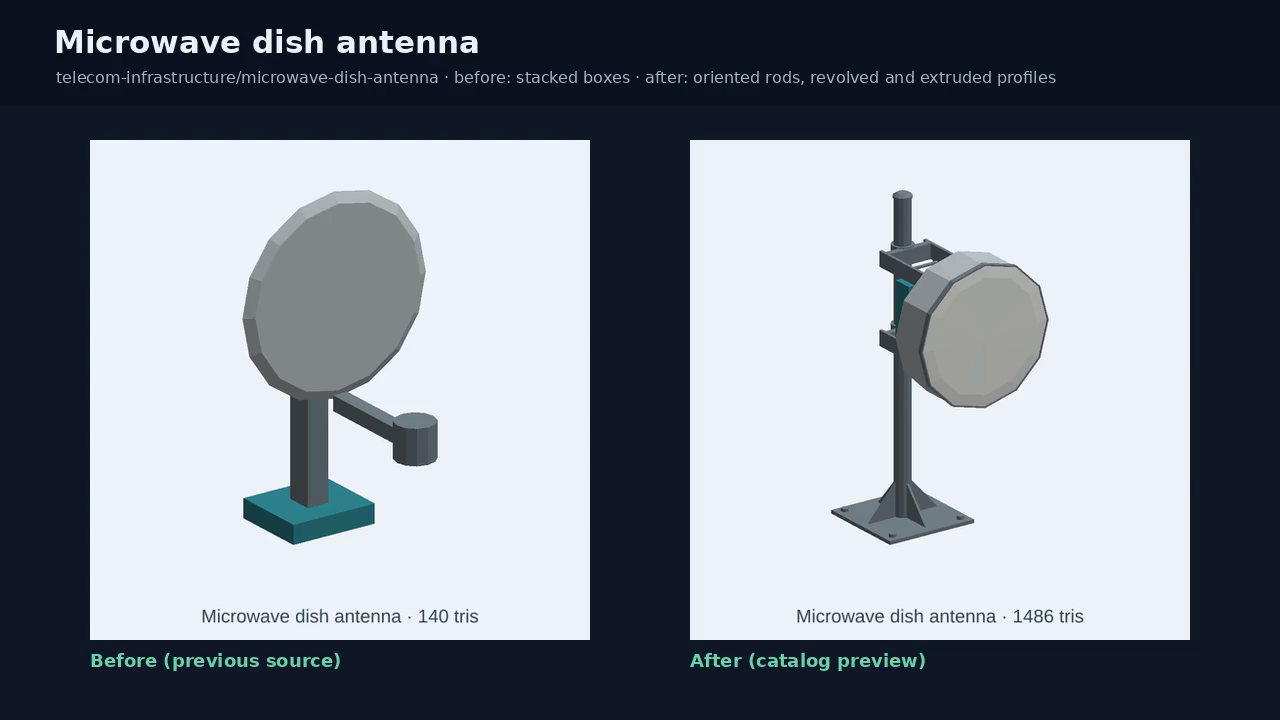 Microwave dish antenna
telecom-infrastructure/microwave-dish-antenna · before: stacked boxes · after: oriented rods, revolved and extruded profiles
Microwave dish antenna · 140 tris
Microwave dish antenna · 1486 tris
Before (previous source)
After (catalog preview)